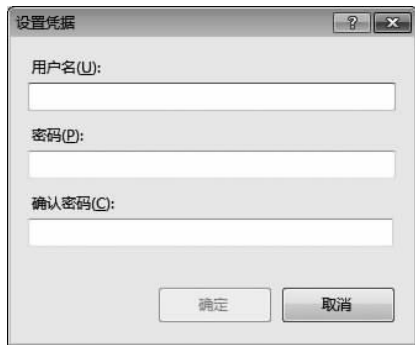 设置凭据
用户名(U):
密码(P):
确认密码(C):
确定
取消